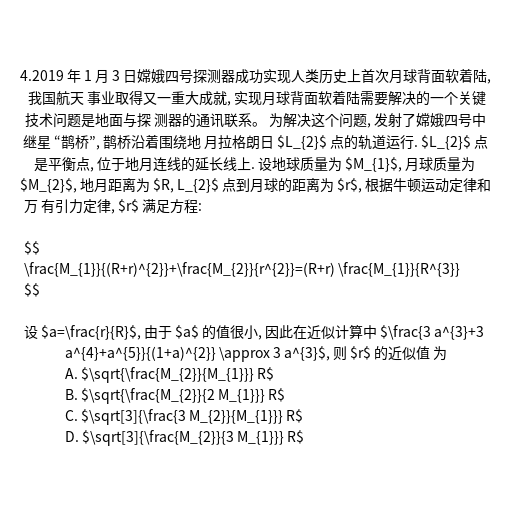 4.2019 年 1 月 3 日嫦娥四号探测器成功实现人类历史上首次月球背面软着陆,
我国航天 事业取得又一重大成就, 实现月球背面软着陆需要解决的一个关键
技术问题是地面与探 测器的通讯联系。 为解决这个问题, 发射了嫦娥四号中
继星 “鹊桥”, 鹊桥沿着围绕地 月拉格朗日 $L_{2}$ 点的轨道运行. $L_{2}$ 点
是平衡点, 位于地月连线的延长线上. 设地球质量为 $M_{1}$, 月球质量为
$M_{2}$, 地月距离为 $R, L_{2}$ 点到月球的距离为 $r$, 根据牛顿运动定律和
万 有引力定律, $r$ 满足方程:
$$
\frac{M_{1}}{(R+r)^{2}}+\frac{M_{2}}{r^{2}}=(R+r) \frac{M_{1}}{R^{3}}
$$
设 $a=\frac{r}{R}$, 由于 $a$ 的值很小, 因此在近似计算中 $\frac{3 a^{3}+3
a^{4}+a^{5}}{(1+a)^{2}} \approx 3 a^{3}$, 则 $r$ 的近似值 为
A. $\sqrt{\frac{M_{2}}{M_{1}}} R$
B. $\sqrt{\frac{M_{2}}{2 M_{1}}} R$
C. $\sqrt[3]{\frac{3 M_{2}}{M_{1}}} R$
D. $\sqrt[3]{\frac{M_{2}}{3 M_{1}}} R$